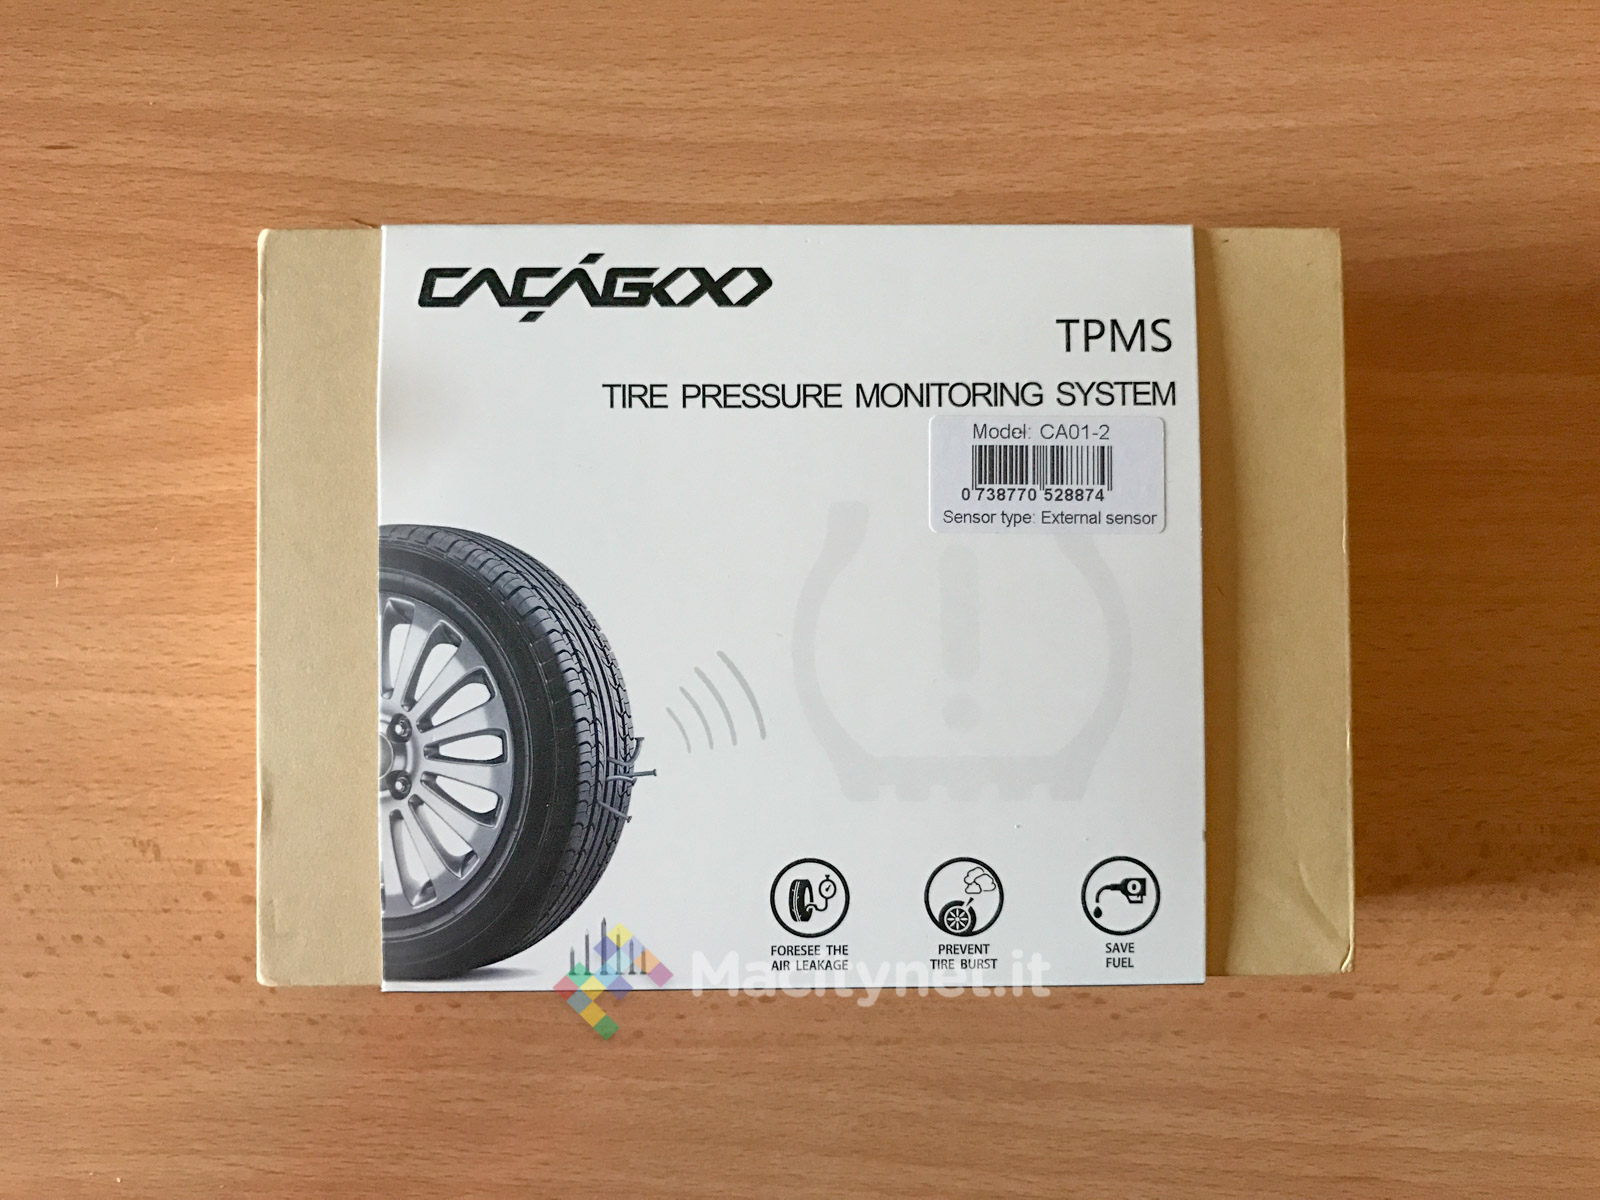 CAÇÁGOO
TPMS
TIRE PRESSURE MONITORING SYSTEM
Model: CA01-2
0 738770 528874
Sensor type: External sensor
FORESEE THE
AIR LEAKAGE
PREVENT
TIRE BURST
SAVE
FUEL
Macitynet.it